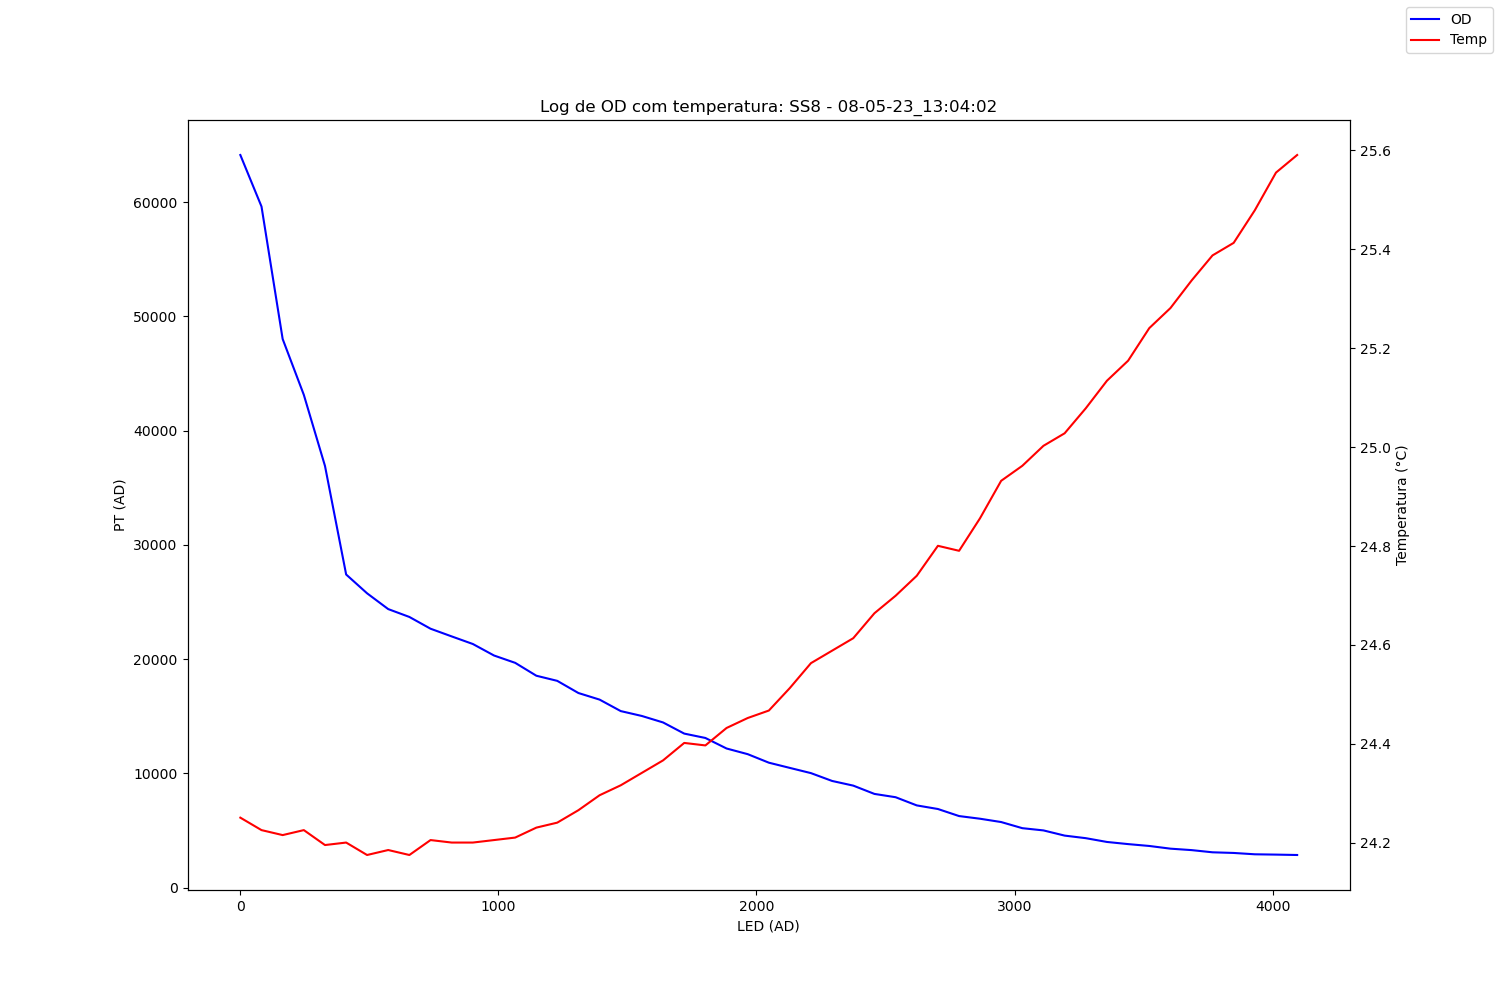 OD
Temp
Log de OD com temperatura: SS8 - 08-05-23_13:04:02
60000
50000
40000
30000
20000
10000
0
PT (AD)
25.6
25.4
25.2
25.0
24.8
24.6
24.4
24.2
Temperatura (°C)
0 1000 2000 3000 4000
LED (AD)